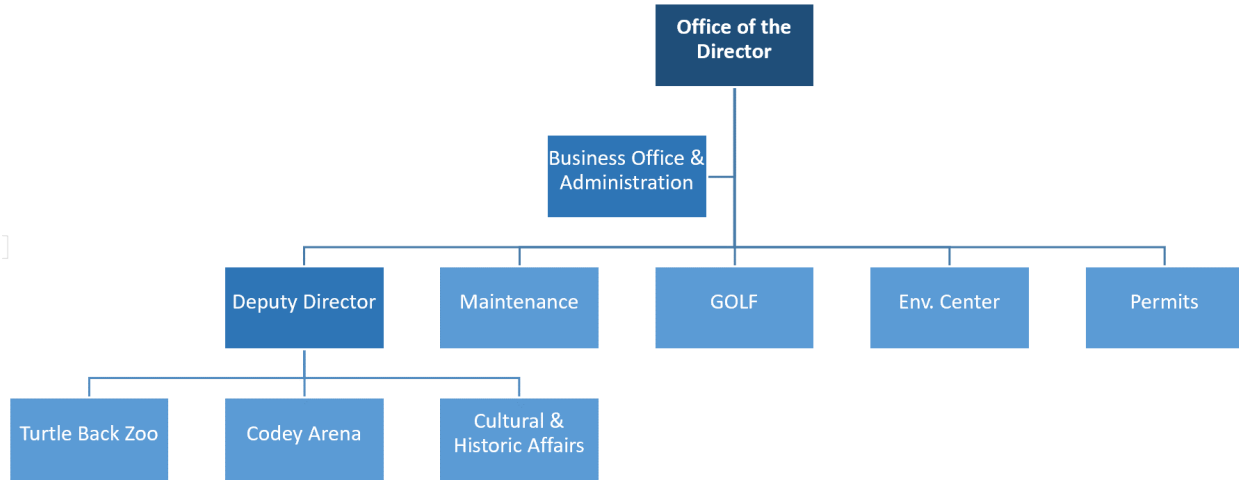 Office of the
Director
Business Office &
Administration
Deputy Director
Maintenance
GOLF
Env. Center
Permits
Turtle Back Zoo
Codey Arena
Cultural &
Historic Affairs